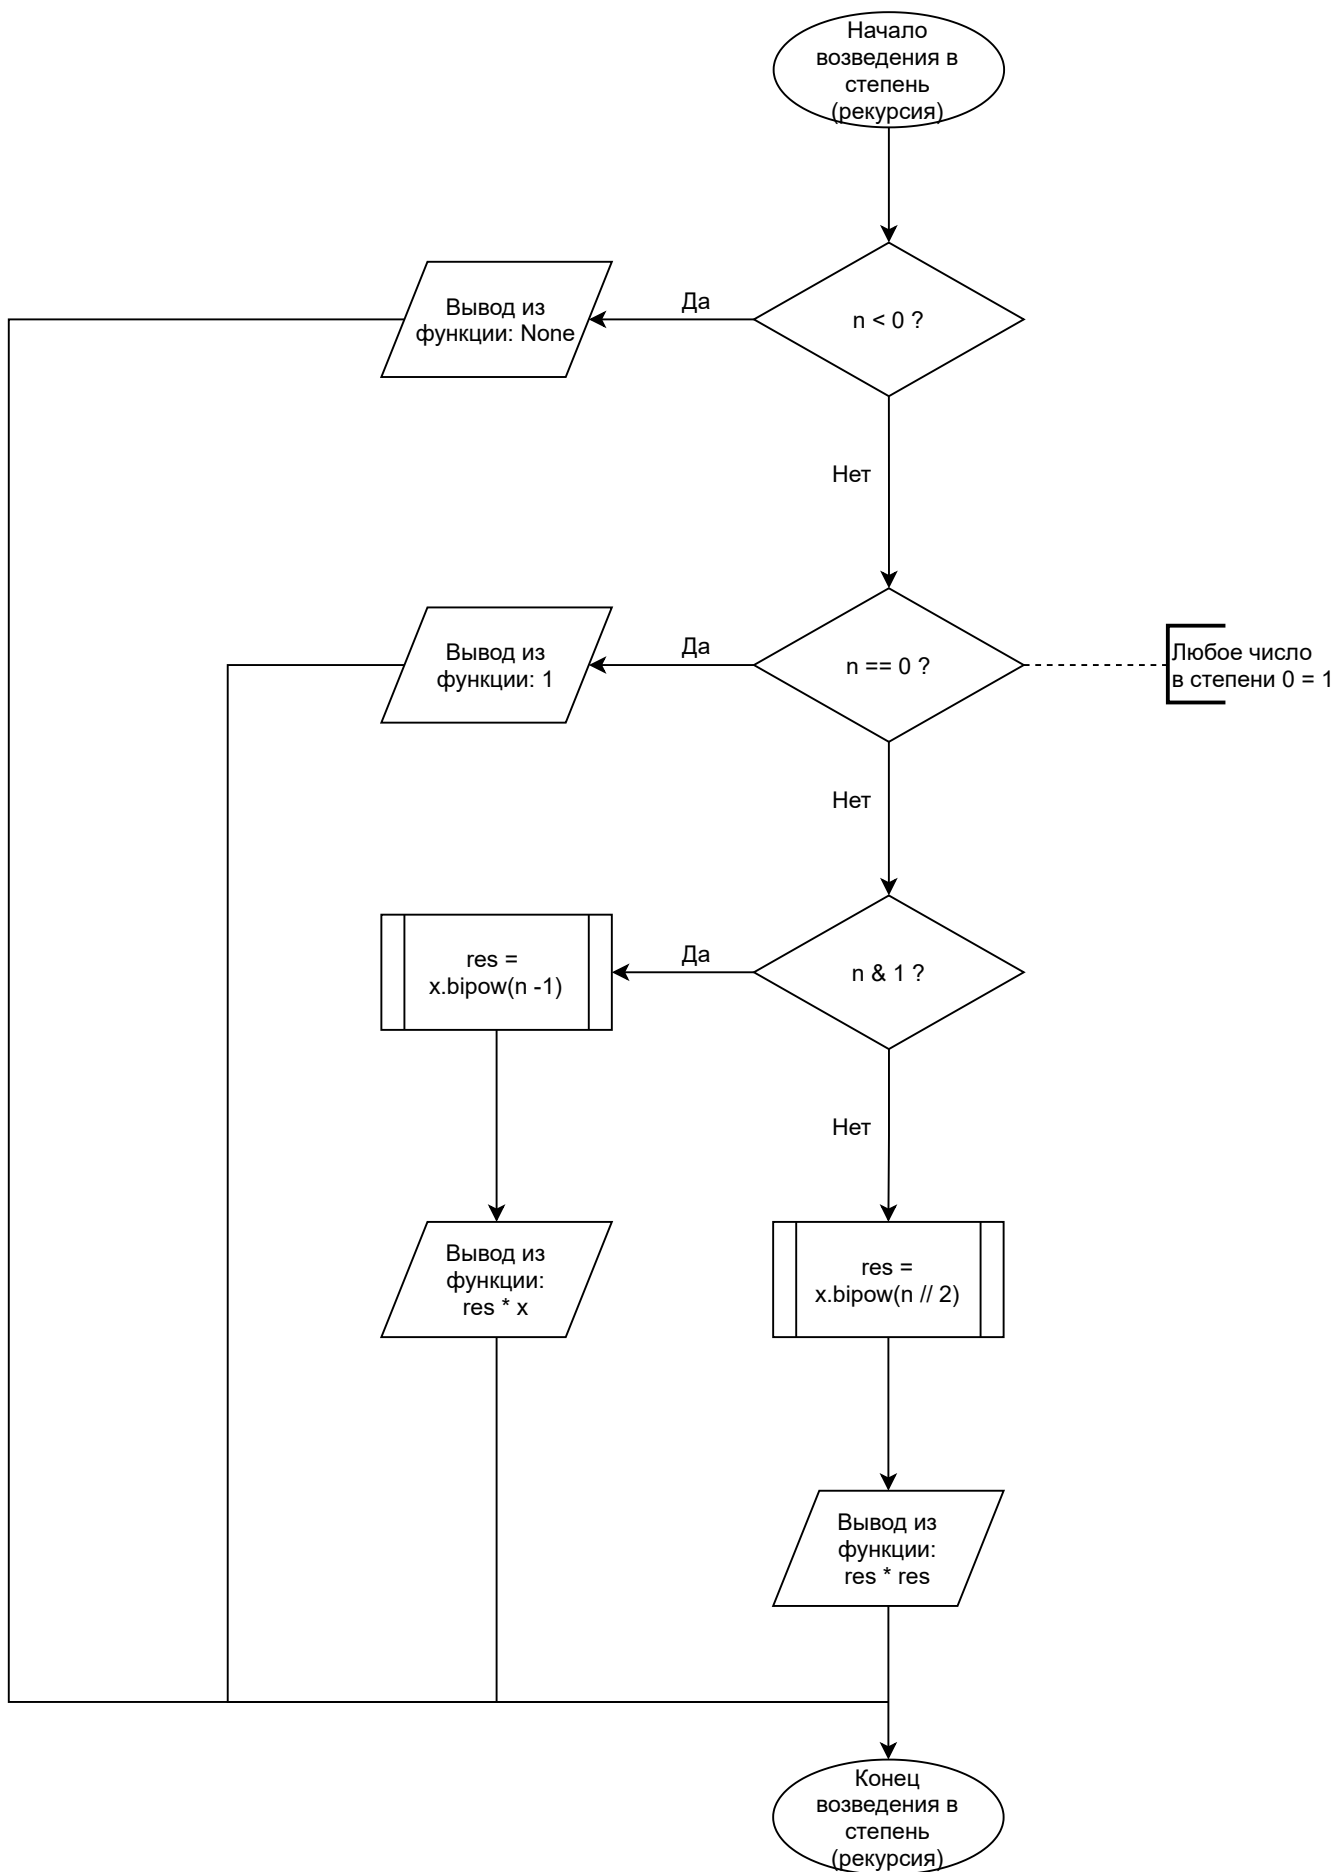 Начало
возведения в
степень
(рекурсия)
Вывод из
функции: None
Да
n < 0 ?
Нет
Вывод из
функции: 1
Да
n == 0 ?
Любое число
в степени 0 = 1
Нет
res =
x.bipow(n -1)
Да
n & 1 ?
Нет
Вывод из
функции:
res * x
res =
x.bipow(n // 2)
Вывод из
функции:
res * res
Конец
возведения в
степень
(рекурсия)